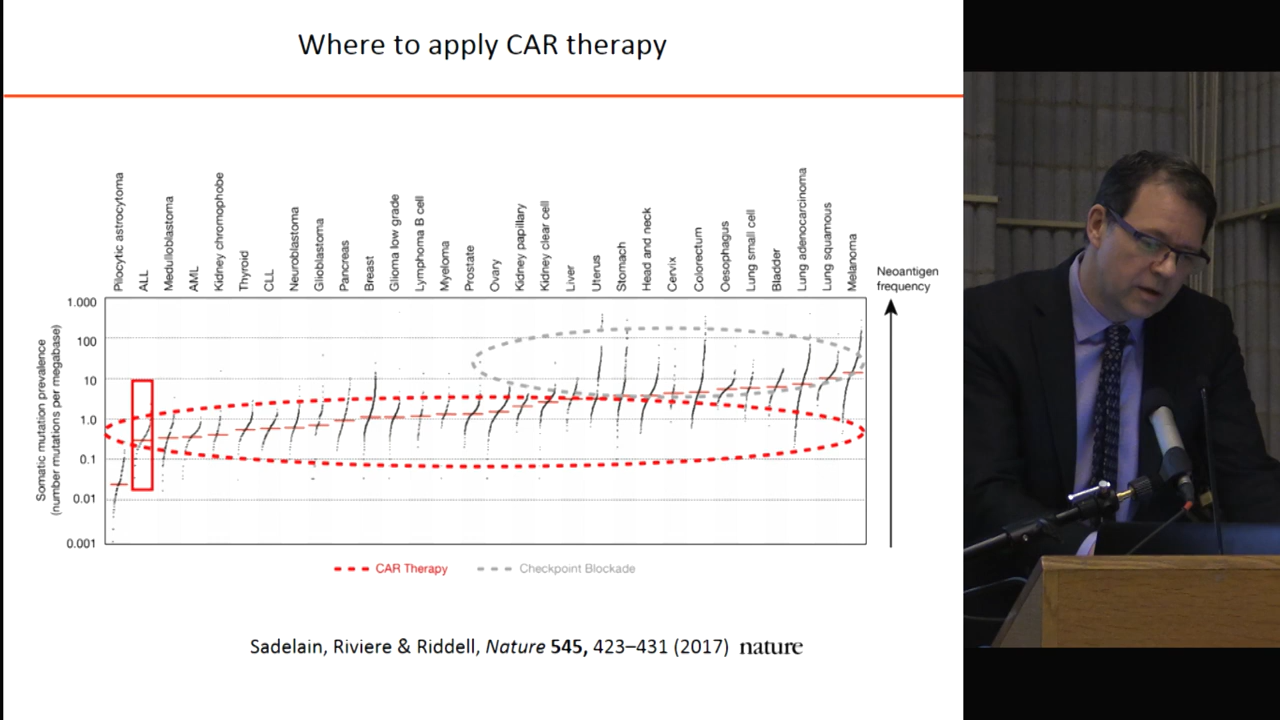 Where to apply CAR therapy
Pilocytic astrocytoma
ALL
Medulloblastoma
AML
Kidney chromophobe
Thyroid
CLL
Neuroblastoma
Glioblastoma
Pancreas
Breast
Glioma low grade
Lymphoma B cell
Myeloma
Prostate
Ovary
Kidney papillary
Kidney clear cell
Liver
Uterus
Stomach
Head and neck
Cervix
Colorectum
Oesophagus
Lung small cell
Bladder
Lung adenocarcinoma
Lung squamous
Melanoma
Neoantigen
frequency
Somatic mutation prevalence
(number mutations per megabase)
1.000
100
10
1.0
0.1
0.01
0.001
CAR Therapy
Checkpoint Blockade
Sadelain, Riviere & Riddell, Nature 545, 423–431 (2017) nature